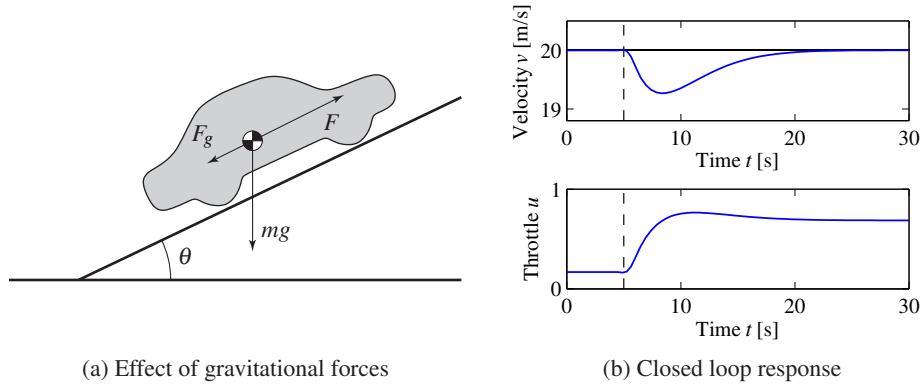 F_g
F
mg
θ
(a) Effect of gravitational forces
Velocity v [m/s]
20
19
0 10 20 30
Time t [s]
Throttle u
1
0
0 10 20 30
Time t [s]
(b) Closed loop response